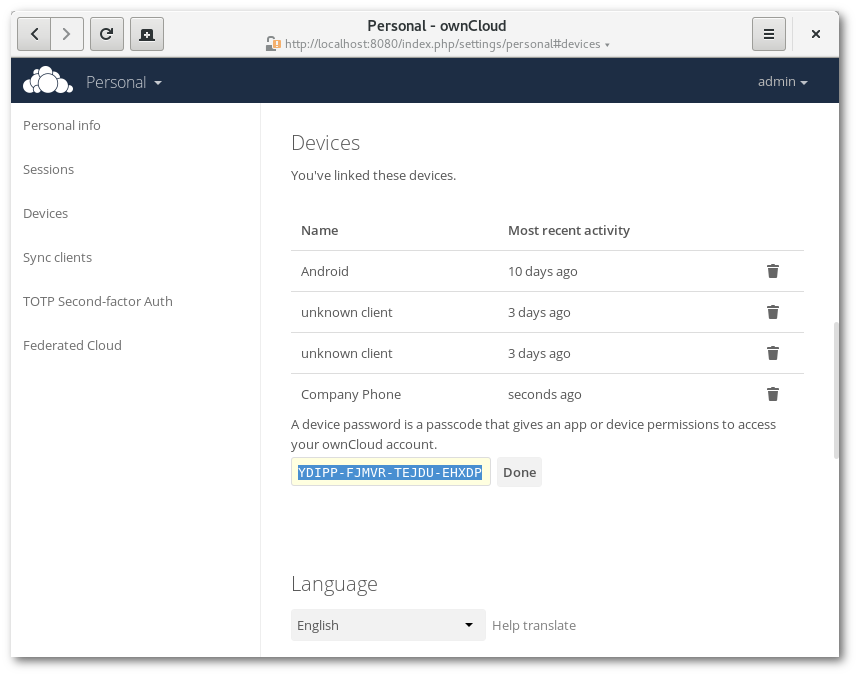 Personal - ownCloud
http://localhost:8080/index.php/settings/personal#devices
Personal
admin
Personal info
Sessions
Devices
Sync clients
TOTP Second-factor Auth
Federated Cloud
Devices
You've linked these devices.
Name Most recent activity
Android 10 days ago
unknown client 3 days ago
unknown client 3 days ago
Company Phone seconds ago
A device password is a passcode that gives an app or device permissions to access
your ownCloud account.
YDIPP-FJMVR-TEJDU-EHXDP Done
Language
English Help translate